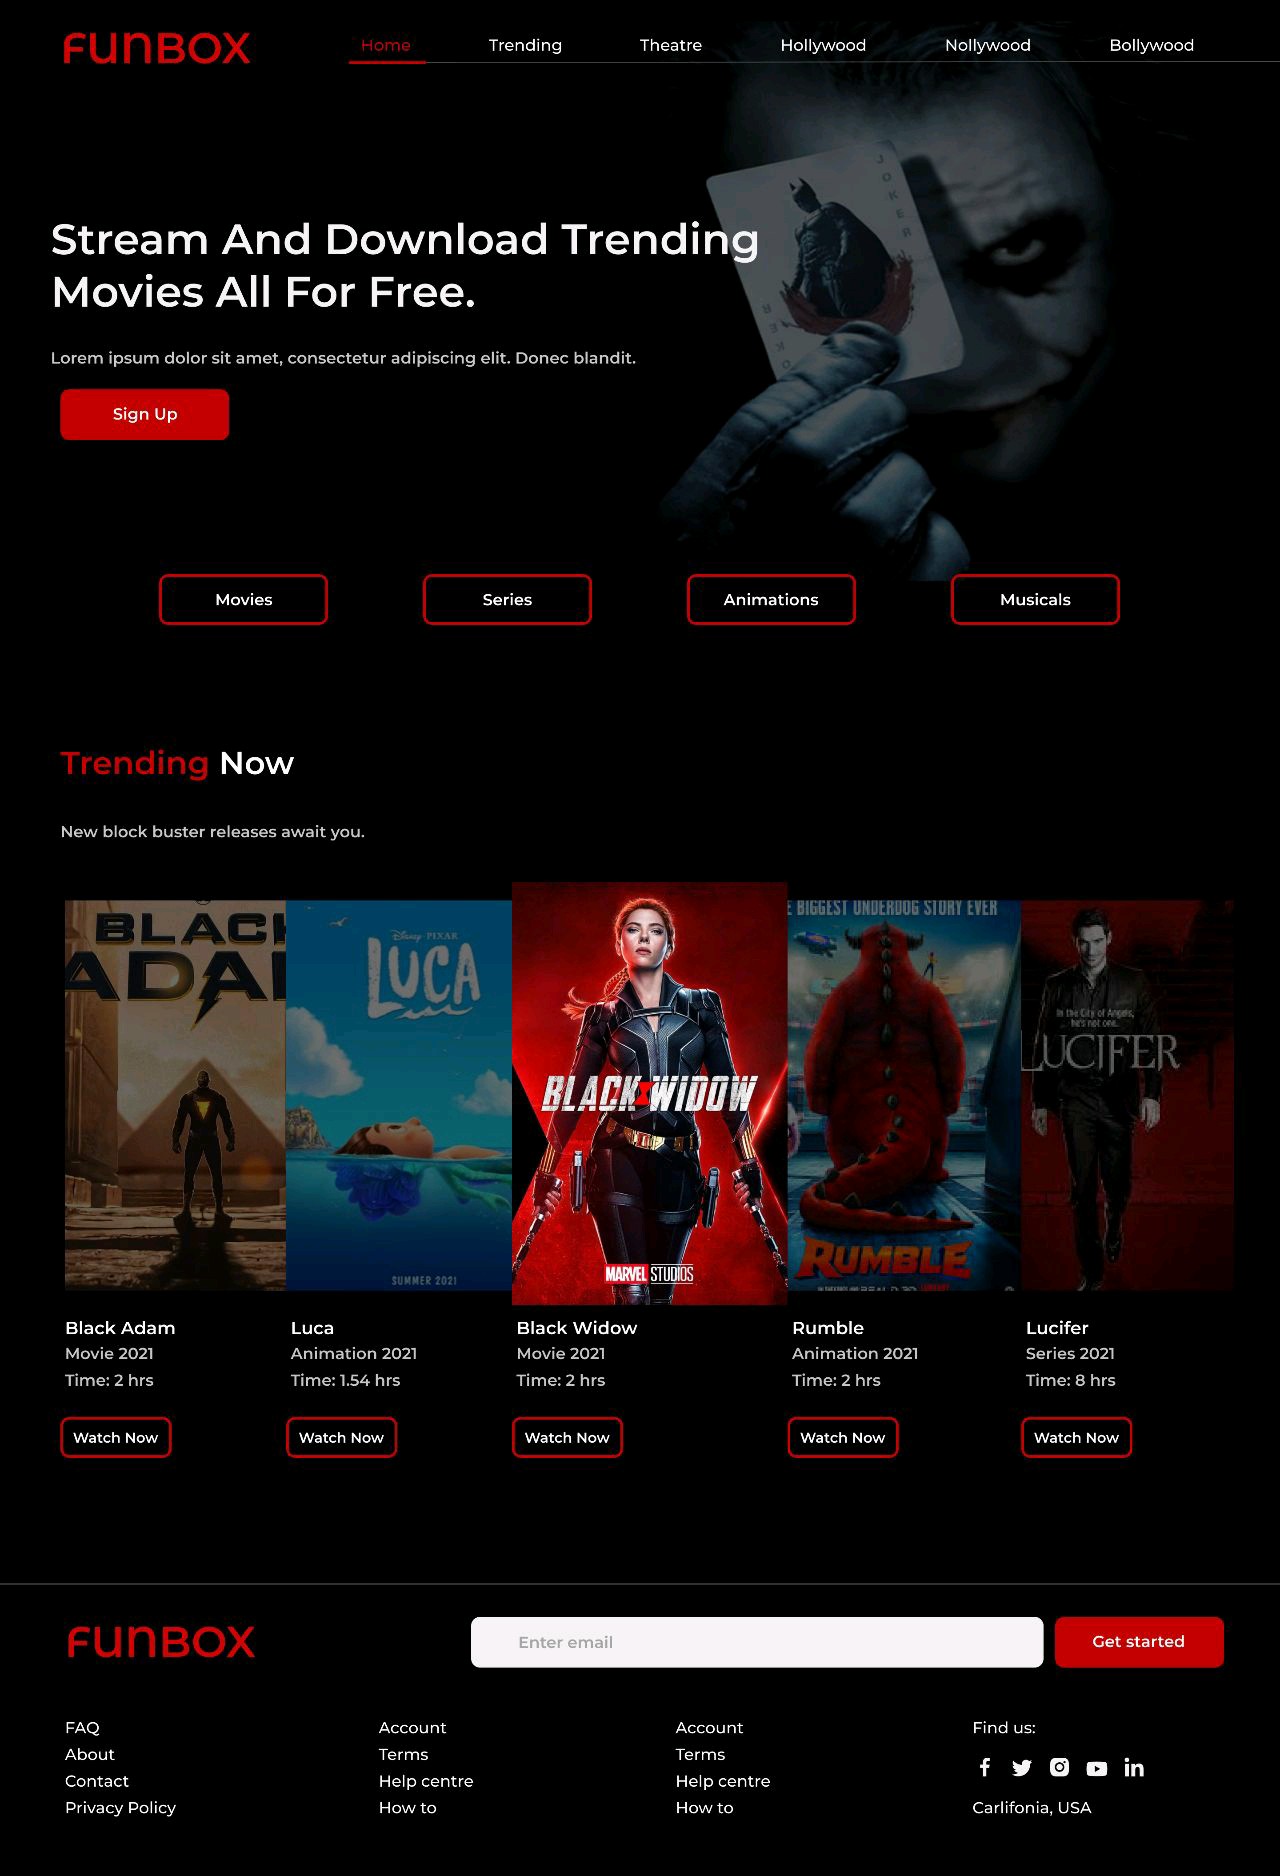 FUNBOX
Home Trending Theatre Hollywood Nollywood Bollywood
JOKER
Stream And Download Trending
Movies All For Free.
JOKER
Lorem ipsum dolor sit amet, consectetur adipiscing elit. Donec blandit.
Sign Up
Movies Series Animations Musicals
Trending Now
New block buster releases await you.
BLACK
ADA
Disney PIXAR
LUCA
SUMMER 2021
BLACK WIDOW
MARVEL STUDIOS
E BIGGEST UNDERDOG STORY EVER
RUMBLE
In the City of Angels,
he's not one.
LUCIFER
Black Adam Luca Black Widow Rumble Lucifer
Movie 2021 Animation 2021 Movie 2021 Animation 2021 Series 2021
Time: 2 hrs Time: 1.54 hrs Time: 2 hrs Time: 2 hrs Time: 8 hrs
Watch Now Watch Now Watch Now Watch Now Watch Now
FUNBOX
Enter email Get started
FAQ Account Account Find us:
About Terms Terms
Contact Help centre Help centre
Privacy Policy How to How to Carlifonia, USA